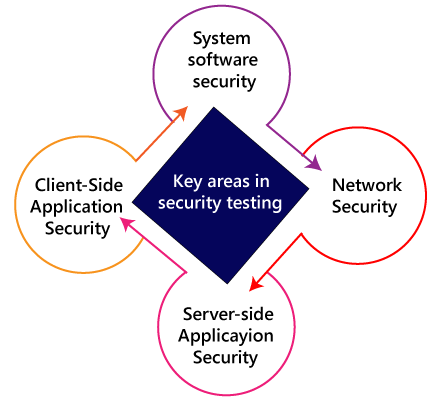 System
software
security
Key areas in
security testing
Network
Security
Server-side
Applicayion
Security
Client-Side
Application
Security